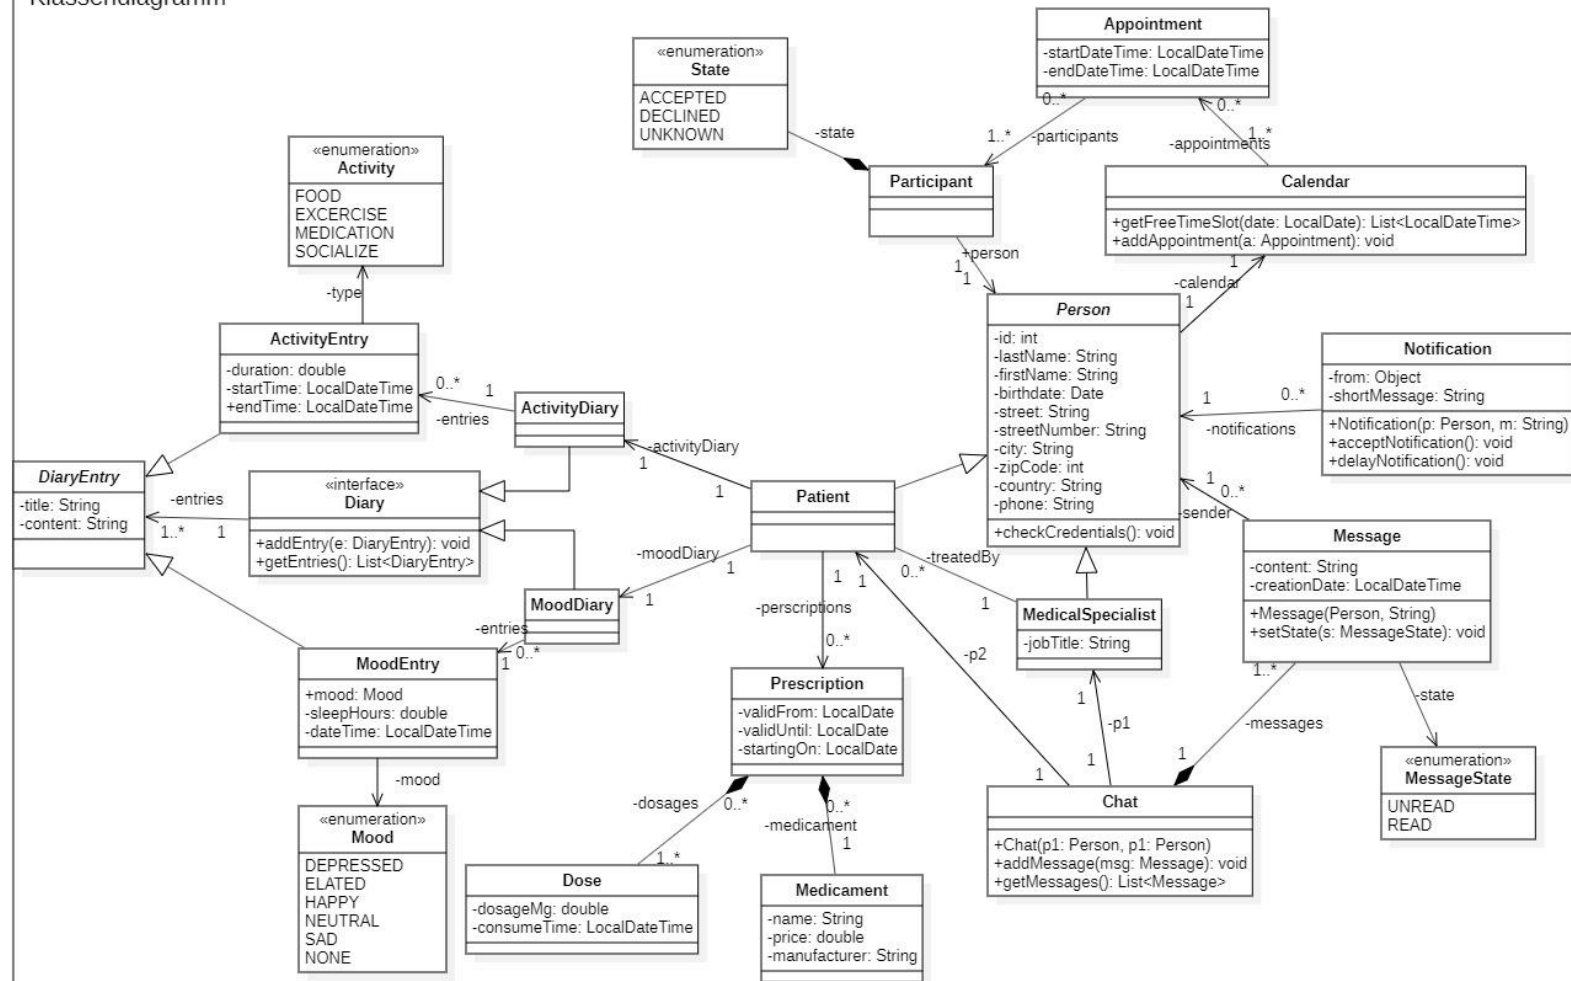 Klassendiagramm
Appointment
-startDateTime: LocalDateTime
-endDateTime: LocalDateTime
«enumeration»
State
ACCEPTED
DECLINED
UNKNOWN
0..*
0..*
-state
1..*
-participants
1..*
-appointments
«enumeration»
Activity
FOOD
EXCERCISE
MEDICATION
SOCIALIZE
Participant
Calendar
+getFreeTimeSlot(date: LocalDate): List<LocalDateTime>
+addAppointment(a: Appointment): void
+person
1
1
1
-calendar
1
-type
Person
-id: int
-lastName: String
-firstName: String
-birthdate: Date
-street: String
-streetNumber: String
-city: String
-zipCode: int
-country: String
-phone: String
+checkCredentials(): void
ActivityEntry
-duration: double
-startTime: LocalDateTime
+endTime: LocalDateTime
Notification
-from: Object
-shortMessage: String
+Notification(p: Person, m: String)
+acceptNotification(): void
+delayNotification(): void
0..*
1
-entries
ActivityDiary
1
0..*
-notifications
-activityDiary
1
1
DiaryEntry
-title: String
-content: String
-entries
1..*
1
«interface»
Diary
+addEntry(e: DiaryEntry): void
+getEntries(): List<DiaryEntry>
Patient
1
0..*
-sender
Message
-content: String
-creationDate: LocalDateTime
+Message(Person, String)
+setState(s: MessageState): void
-moodDiary
1
1
-treatedBy
0..*
1
1
1
-perscriptions
0..*
MoodDiary
-entries
0..*
1
MedicalSpecialist
-jobTitle: String
MoodEntry
+mood: Mood
-sleepHours: double
-dateTime: LocalDateTime
-p2
Prescription
-validFrom: LocalDate
-validUntil: LocalDate
-startingOn: LocalDate
1..*
-state
1
-p1
-messages
1
1
1
-mood
«enumeration»
MessageState
UNREAD
READ
-dosages
0..*
0..*
-medicament
1
1..*
Chat
+Chat(p1: Person, p1: Person)
+addMessage(msg: Message): void
+getMessages(): List<Message>
«enumeration»
Mood
DEPRESSED
ELATED
HAPPY
NEUTRAL
SAD
NONE
Dose
-dosageMg: double
-consumeTime: LocalDateTime
Medicament
-name: String
-price: double
-manufacturer: String